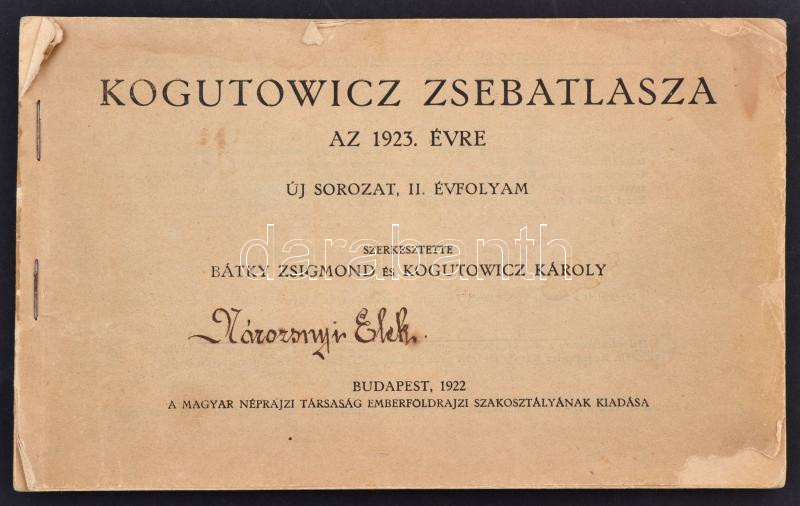 KOGUTOWICZ ZSEBATLASZA
AZ 1923. ÉVRE
ÚJ SOROZAT, II. ÉVFOLYAM
SZERKESZTETTE
darabanth
BÁTKY ZSIGMOND ÉS KOGUTOWICZ KÁROLY
Elek.
BUDAPEST, 1922
A MAGYAR NÉPRAJZI TÁRSASÁG EMBERFÖLDRAJZI SZAKOSZTÁLYÁNAK KIADÁSA